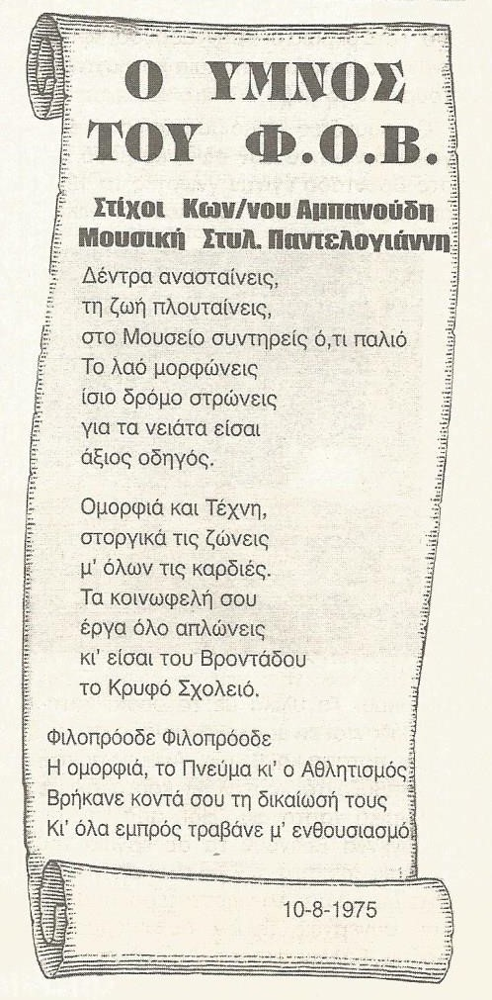 Ο ΥΜΝΟΣ
ΤΟΥ Φ.Ο.Β.
Στίχοι Κων/νου Αμπανούδη
Μουσική Στυλ. Παντελογιάννη
Δέντρα ανασταίνεις,
τη ζωή πλουταίνεις,
στο Μουσείο συντηρείς ό,τι παλιό
Το λαό μορφώνεις
ίσιο δρόμο στρώνεις
για τα νειάτα είσαι
άξιος οδηγός.
Ομορφιά και Τέχνη,
στοργικά τις ζώνεις
μ' όλων τις καρδιές.
Τα κοινωφελή σου
έργα όλο απλώνεις
κι' είσαι του Βροντάδου
το Κρυφό Σχολειό.
Φιλοπρόοδε Φιλοπρόοδε
Η ομορφιά, το Πνεύμα κι' ο Αθλητισμός
Βρήκανε κοντά σου τη δικαίωσή τους
Κι' όλα εμπρός τραβάνε μ' ενθουσιασμό
10-8-1975